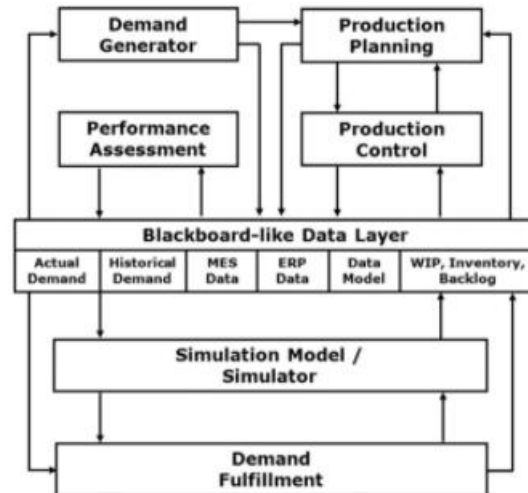 Demand
Generator
Production
Planning
Performance
Assessment
Production
Control
Blackboard-like Data Layer
Actual
Demand
Historical
Demand
MES
Data
ERP
Data
Data
Model
WIP, Inventory,
Backlog
Simulation Model /
Simulator
Demand
Fulfillment